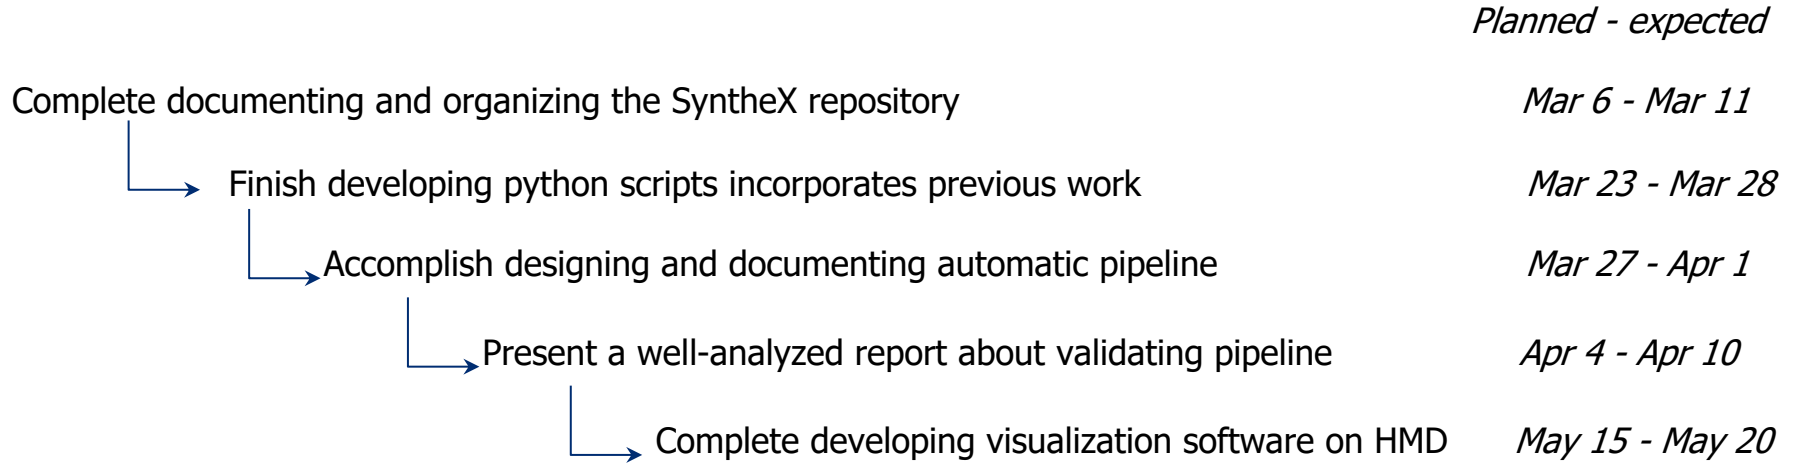 Planned - expected
Complete documenting and organizing the SyntheX repository Mar 6 - Mar 11
Finish developing python scripts incorporates previous work Mar 23 - Mar 28
Accomplish designing and documenting automatic pipeline Mar 27 - Apr 1
Present a well-analyzed report about validating pipeline Apr 4 - Apr 10
Complete developing visualization software on HMD May 15 - May 20